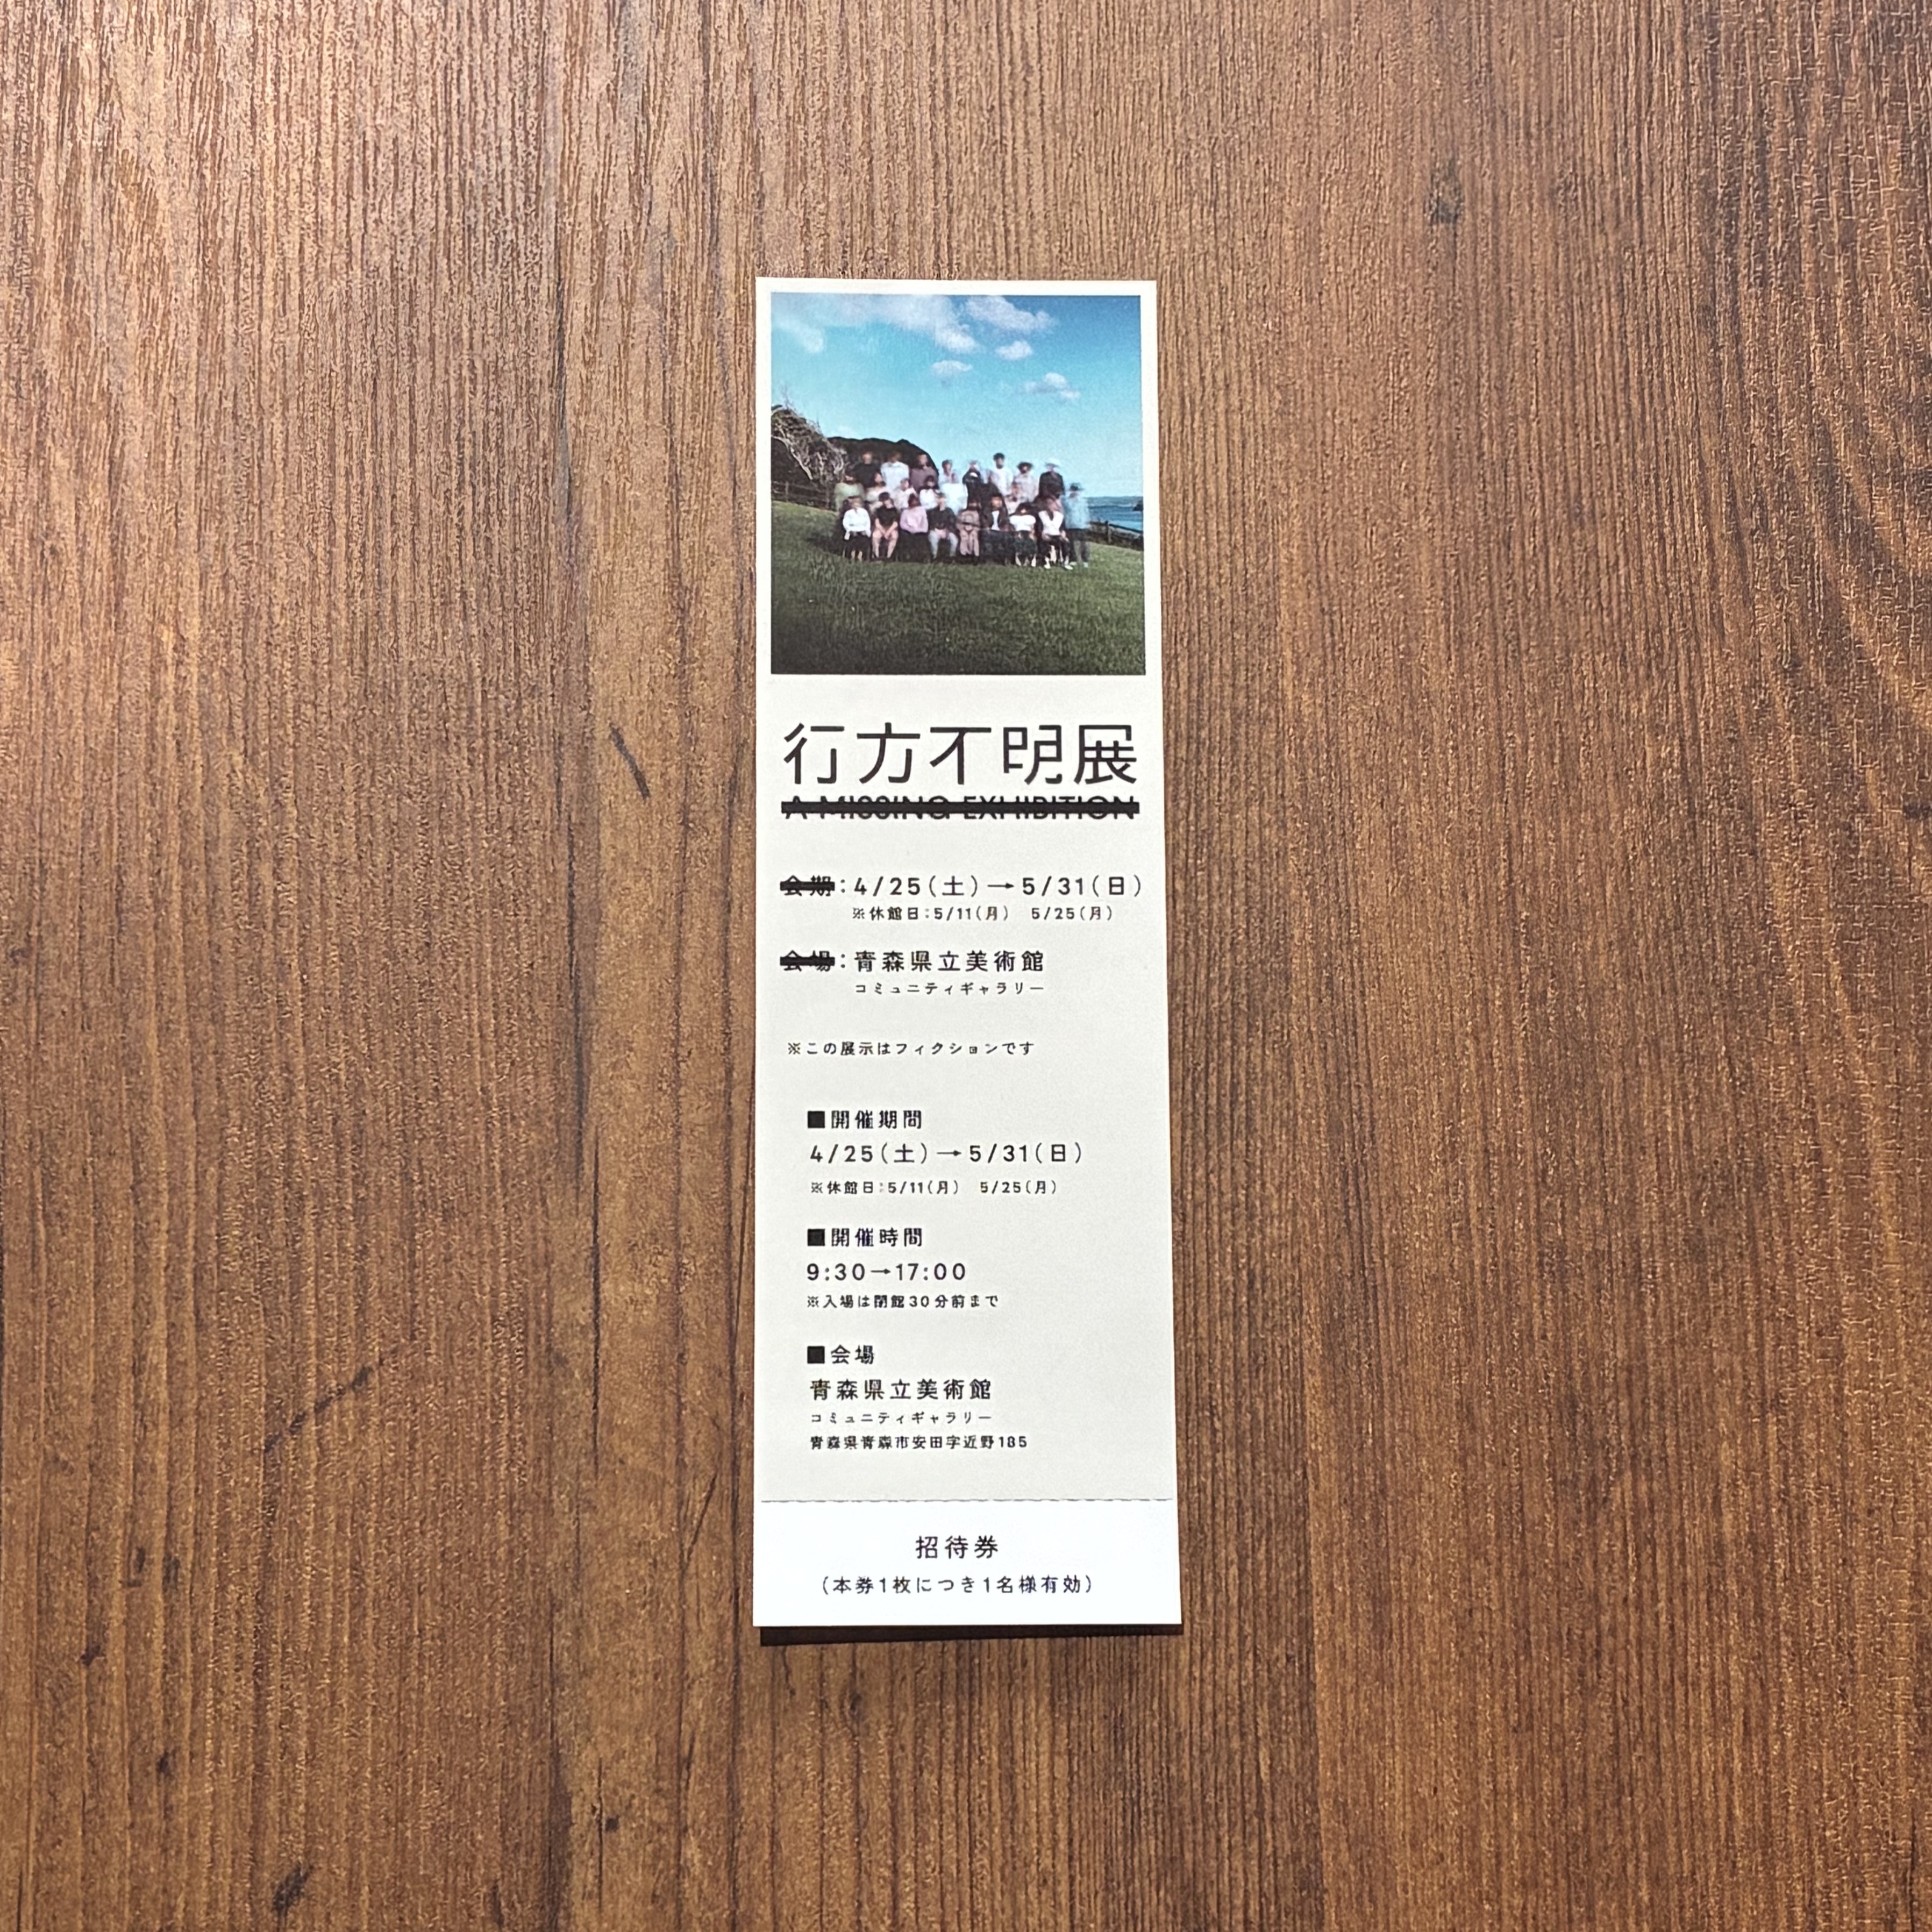 行方不明展
A MISSING EXHIBITION
会期：4/25（土）→5/31（日）
※休館日：5/11（月） 5/25（月）
会場：青森県立美術館
コミュニティギャラリー
※この展示はフィクションです
■開催期間
4/25（土）→5/31（日）
※休館日：5/11（月） 5/25（月）
■開催時間
9:30→17:00
※入場は閉館30分前まで
■会場
青森県立美術館
コミュニティギャラリー
青森県青森市安田字近野185
招待券
（本券1枚につき1名様有効）